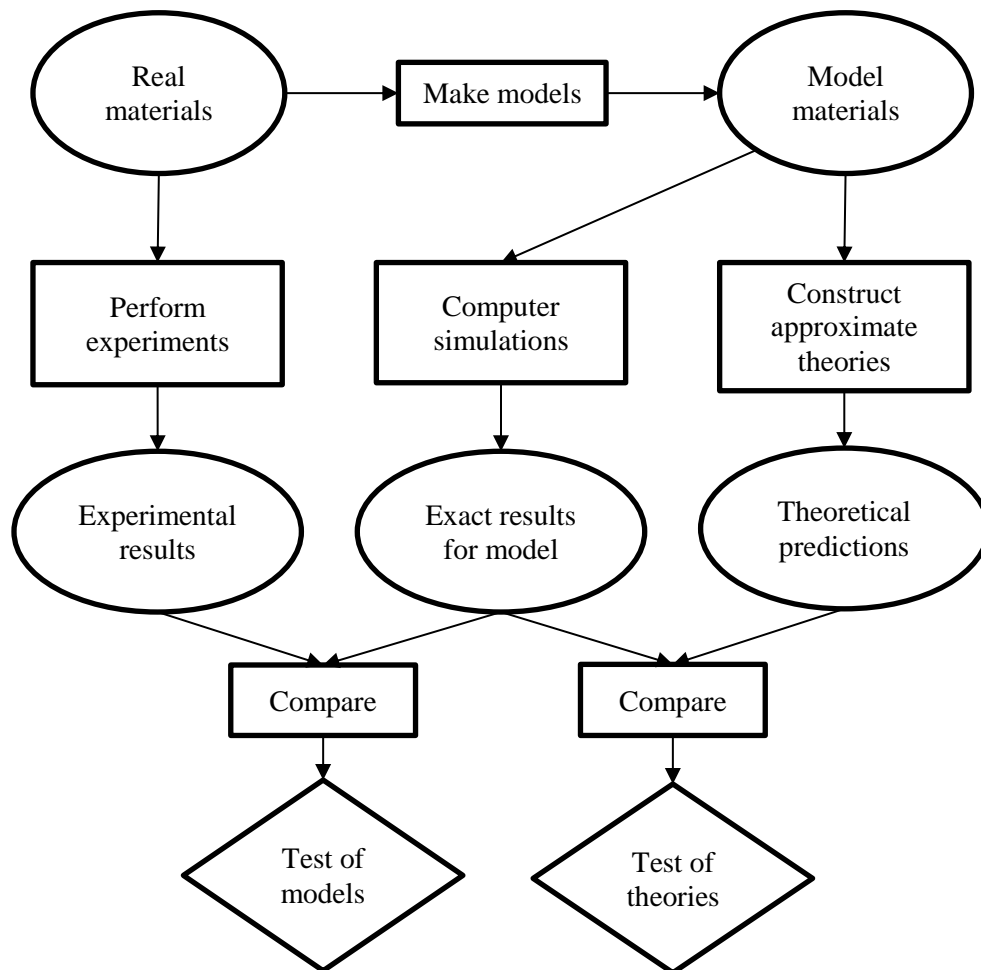 Real
materials
Make models
Model
materials
Perform
experiments
Computer
simulations
Construct
approximate
theories
Experimental
results
Exact results
for model
Theoretical
predictions
Compare
Compare
Test of
models
Test of
theories